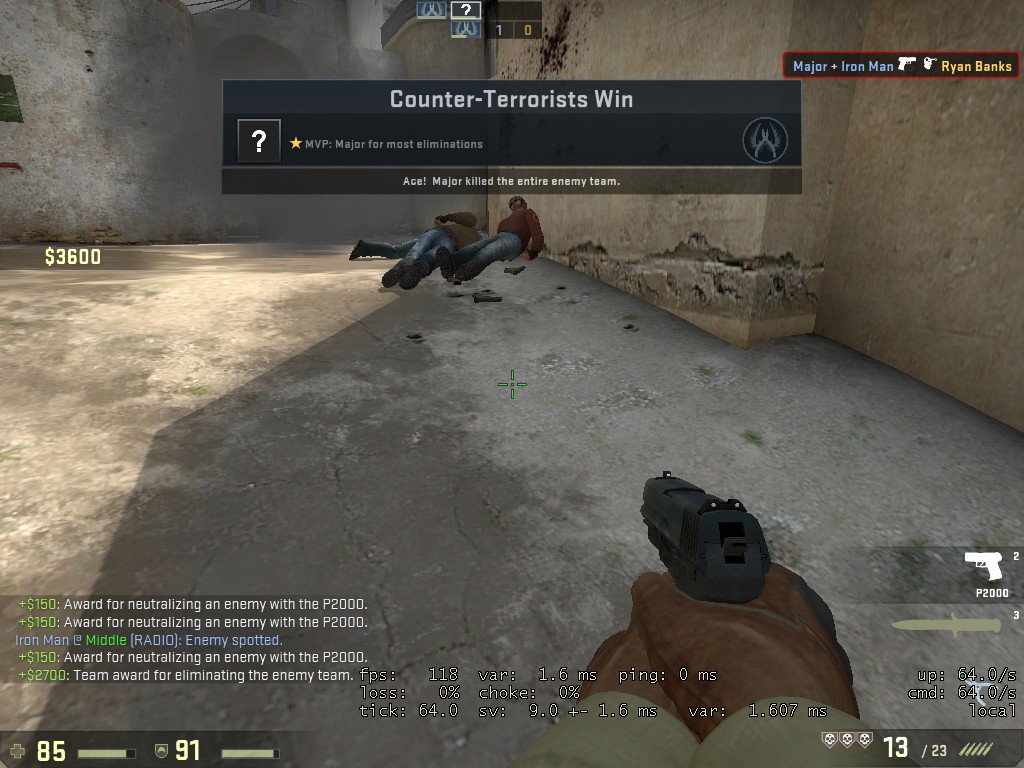 ?
1 0
Major + Iron Man Ryan Banks
Counter-Terrorists Win
?
MVP: Major for most eliminations
Ace! Major killed the entire enemy team.
$3600
2
P2000
3
+$150: Award for neutralizing an enemy with the P2000.
+$150: Award for neutralizing an enemy with the P2000.
Iron Man @ Middle (RADIO): Enemy spotted.
+$150: Award for neutralizing an enemy with the P2000.
+$2700: Team award for eliminating the enemy team.
fps: 118 var: 1.6 ms ping: 0 ms
loss: 0% choke: 0%
tick: 64.0 sv: 9.0 +- 1.6 ms var: 1.607 ms
up: 64.0/s
cmd: 64.0/s
local
85 91
13 / 23